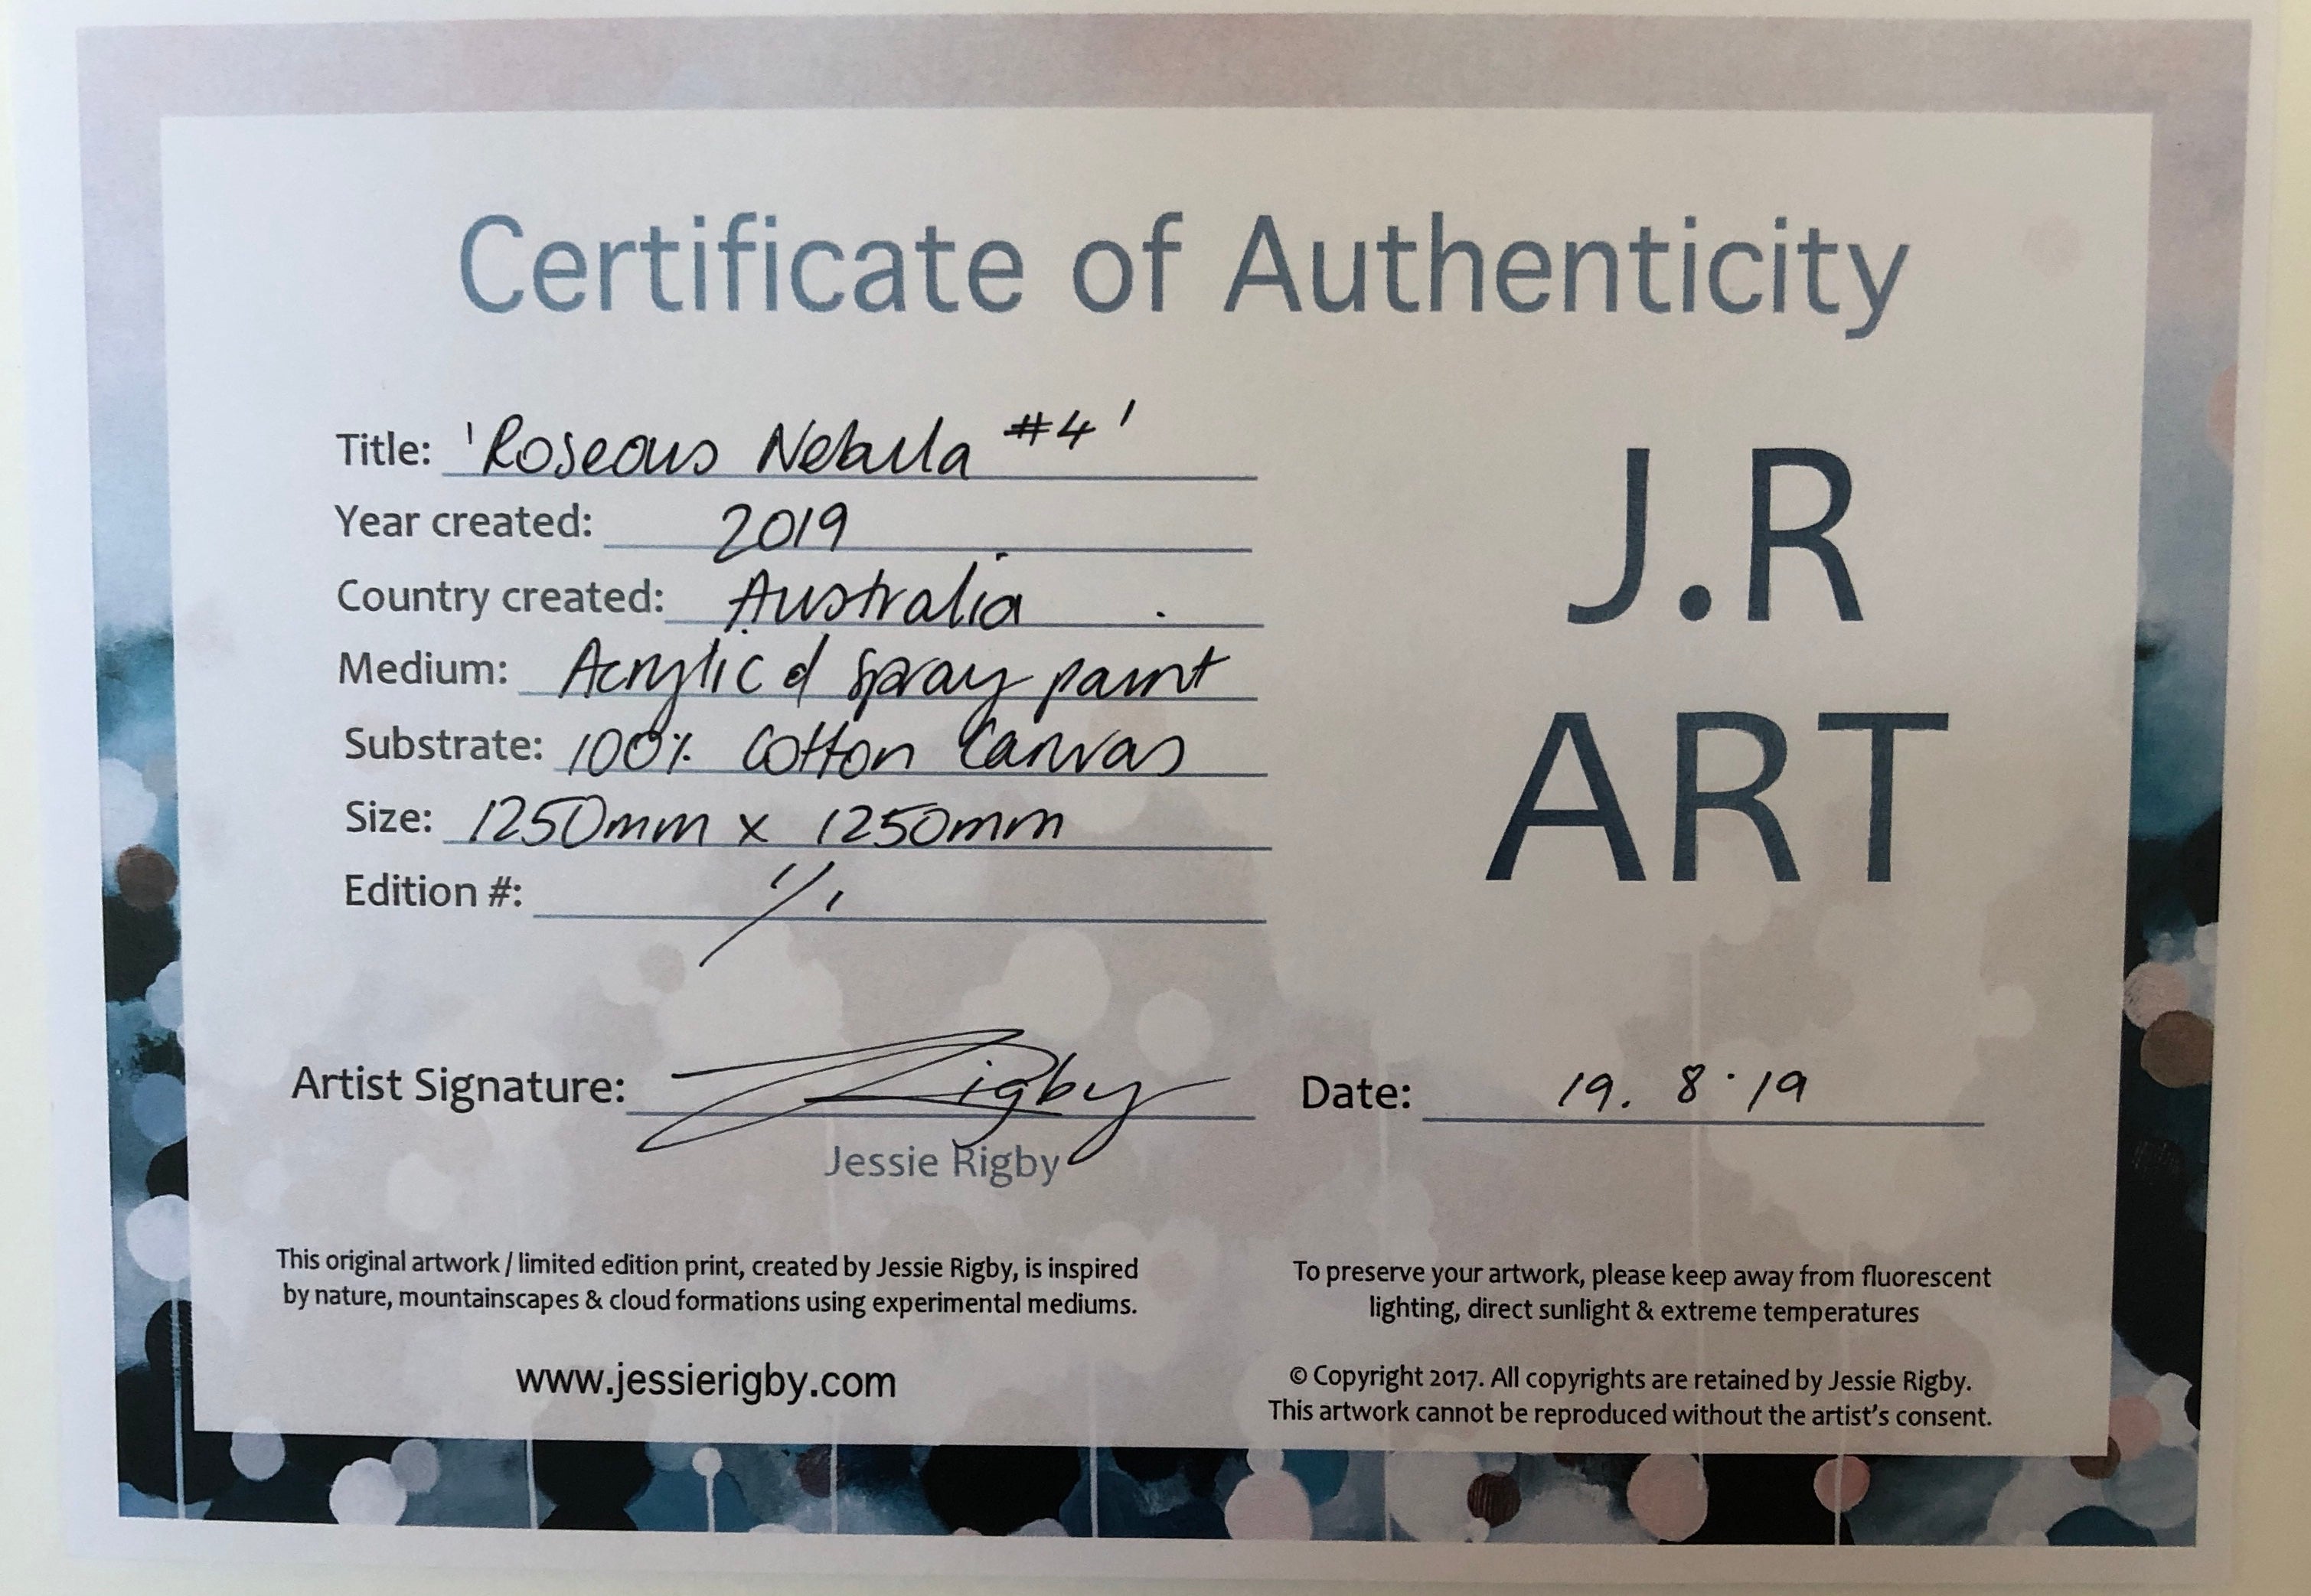 Certificate of Authenticity
Title: 'Roseous Nebula #4'
Year created: 2019
Country created: Australia
Medium: Acrylic & spray paint
Substrate: 100% Cotton Canvas
Size: 1250mm x 1250mm
Edition #: 1/1
J.R
ART
Artist Signature: Rigby
Jessie Rigby
Date: 19.8.19
This original artwork / limited edition print, created by Jessie Rigby, is inspired
by nature, mountainscapes & cloud formations using experimental mediums.
www.jessierigby.com
To preserve your artwork, please keep away from fluorescent
lighting, direct sunlight & extreme temperatures
© Copyright 2017. All copyrights are retained by Jessie Rigby.
This artwork cannot be reproduced without the artist's consent.